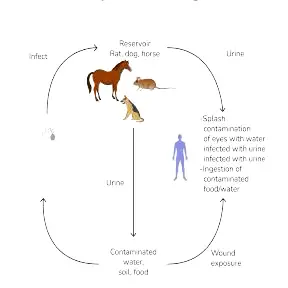 Reservoir
Rat, dog, horse
Infect
Urine
-Splash
contamination
of eyes with water
infected with urine
infected with urine
-Ingestion of
contaminated
food/water
Urine
Contaminated
water,
soil, food
Wound
exposure